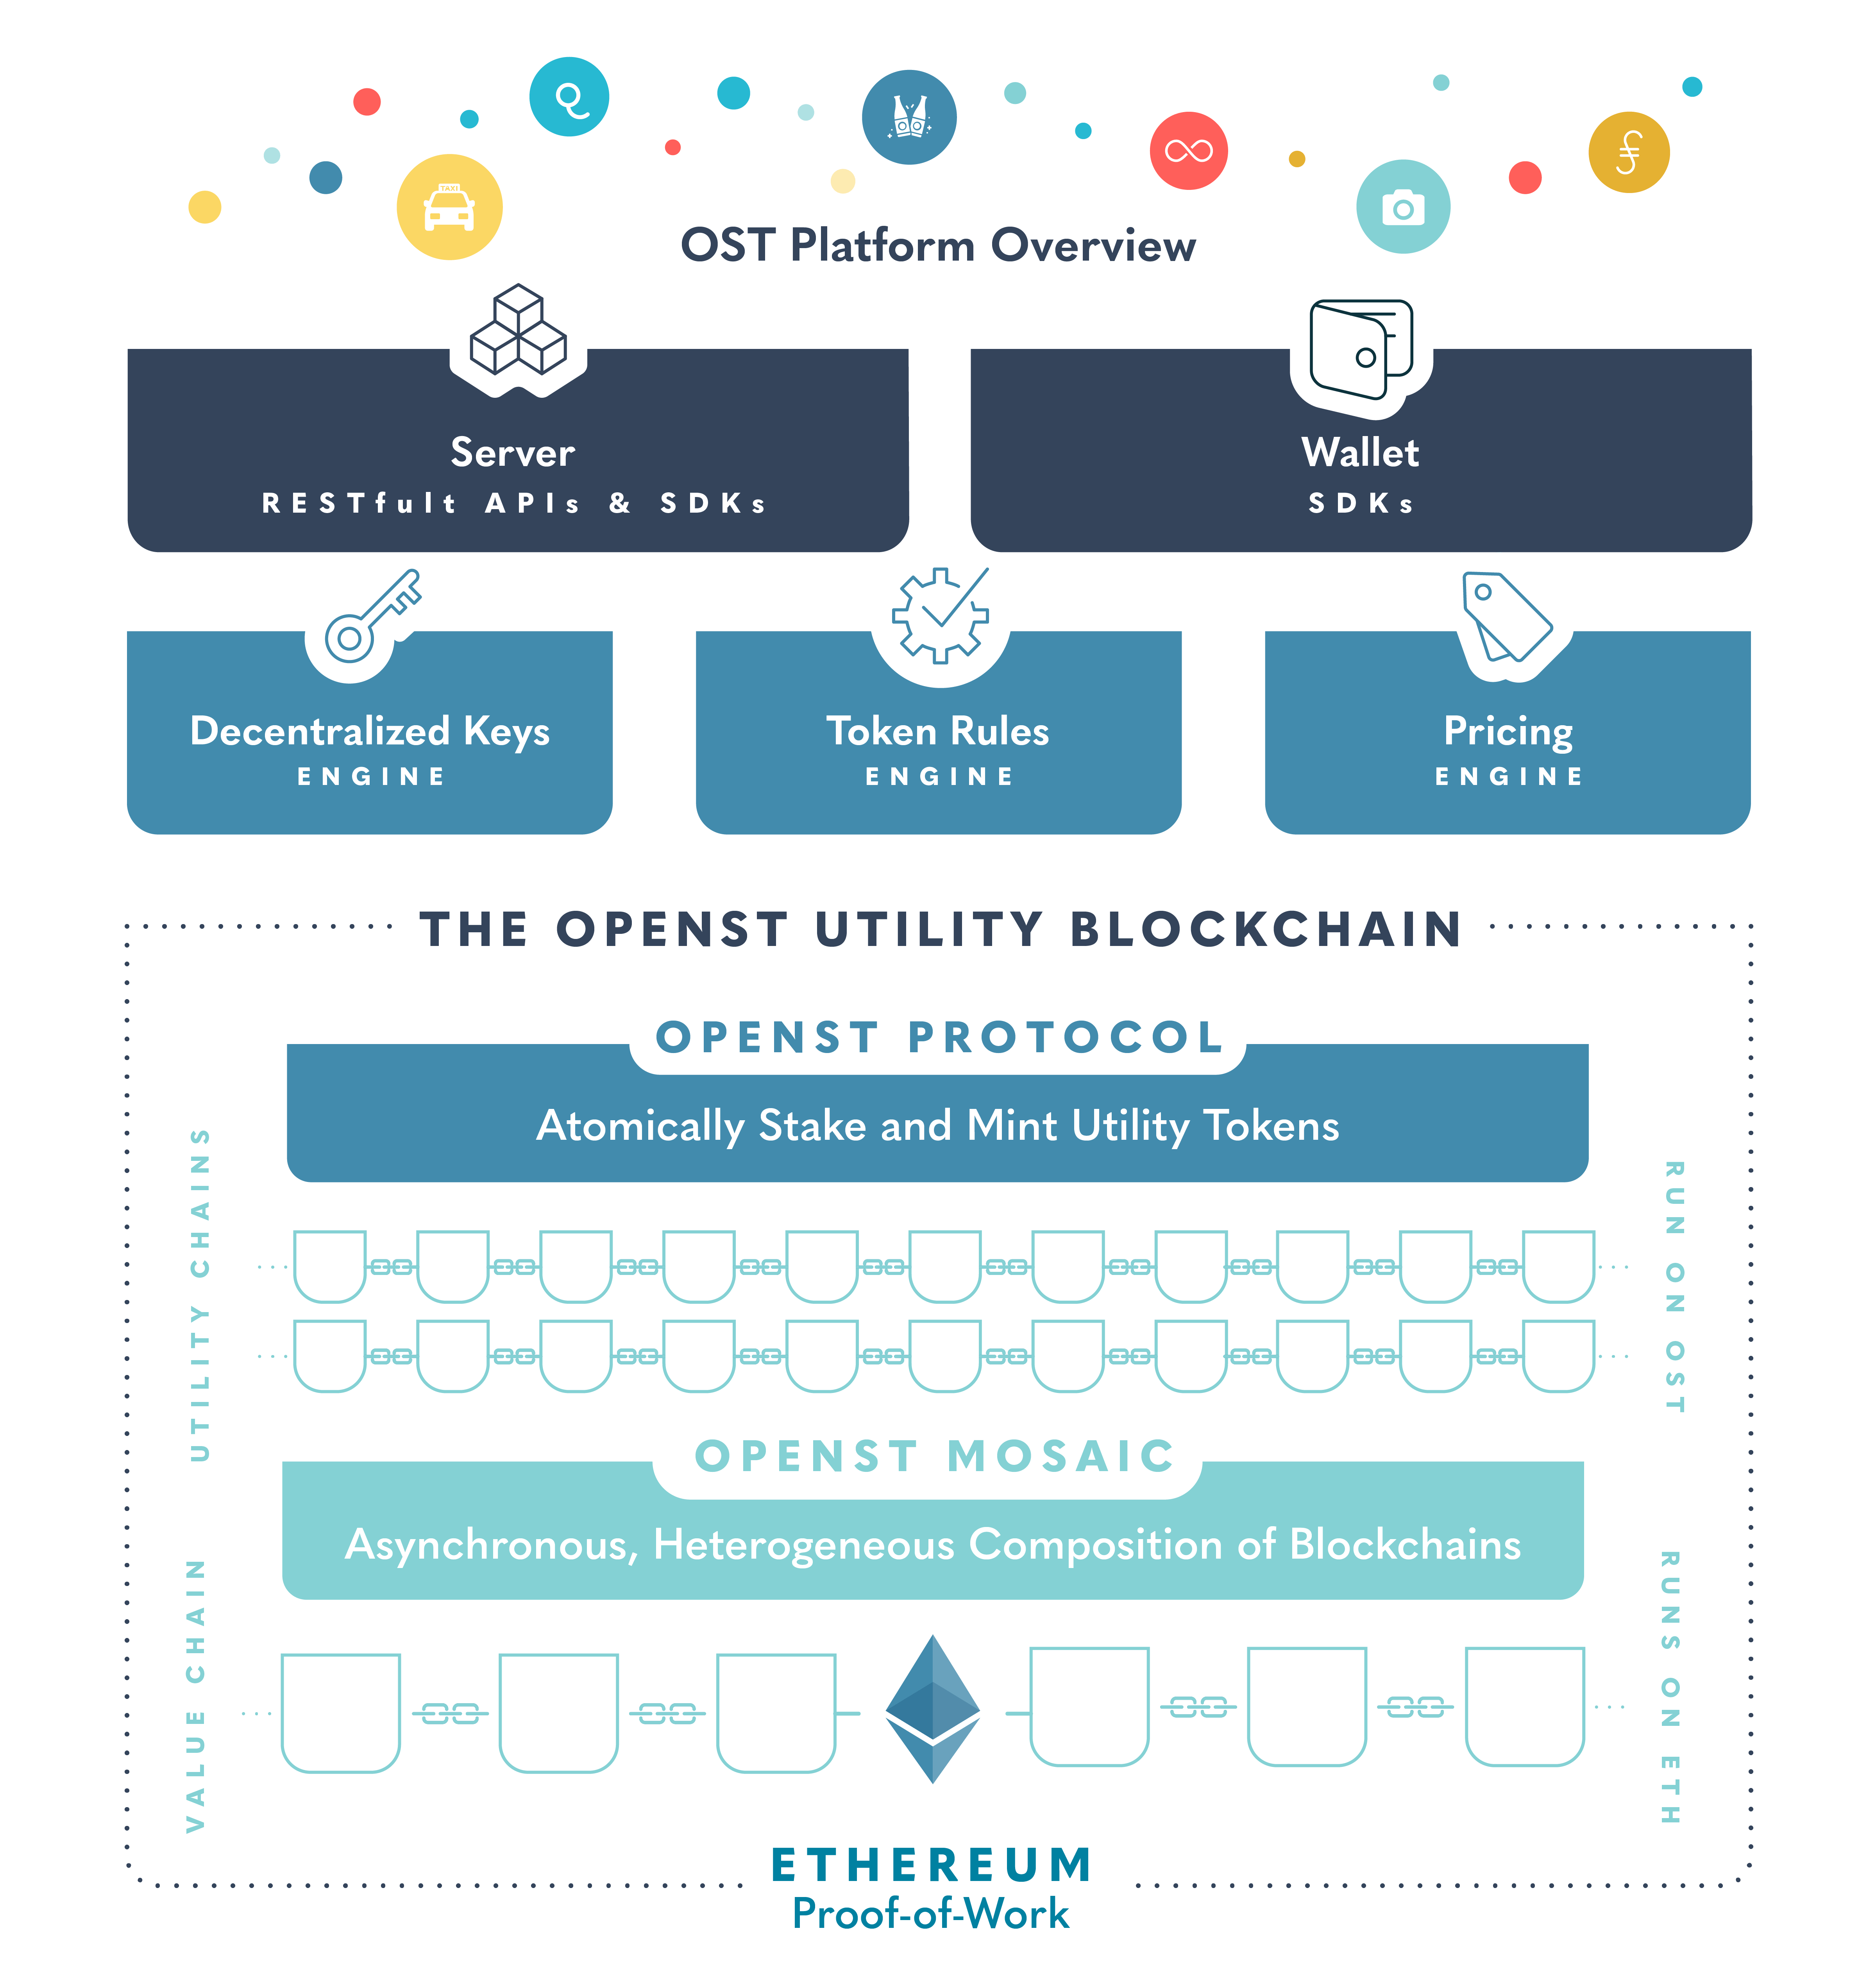 TAXI
OST Platform Overview
Server
RESTfult APIs & SDKs
Wallet
SDKs
Decentralized Keys
ENGINE
Token Rules
ENGINE
Pricing
ENGINE
THE OPENST UTILITY BLOCKCHAIN
OPENST PROTOCOL
Atomically Stake and Mint Utility Tokens
UTILITY CHAINS
RUN ON OST
OPENST MOSAIC
Asynchronous, Heterogeneous Composition of Blockchains
VALUE CHAIN
RUNS ON ETH
ETHEREUM
Proof-of-Work